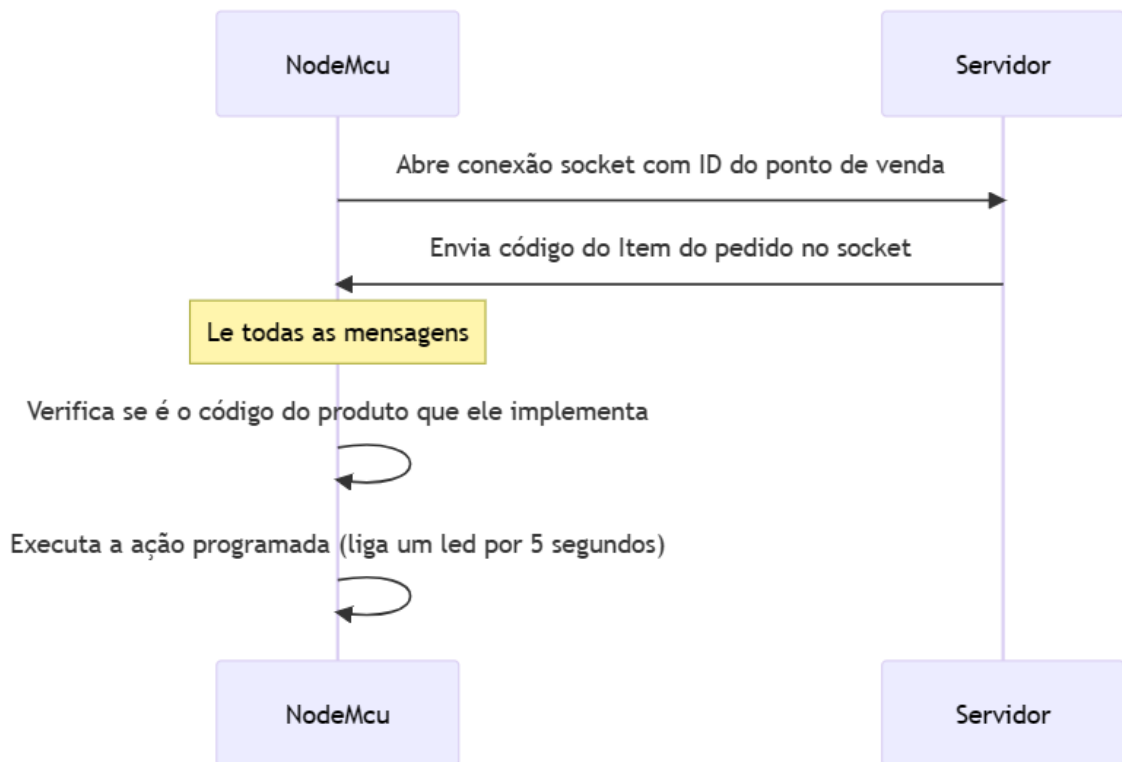 NodeMcu
Servidor
Abre conexão socket com ID do ponto de venda
Envia código do Item do pedido no socket
Le todas as mensagens
Verifica se é o código do produto que ele implementa
Executa a ação programada (liga um led por 5 segundos)
NodeMcu
Servidor